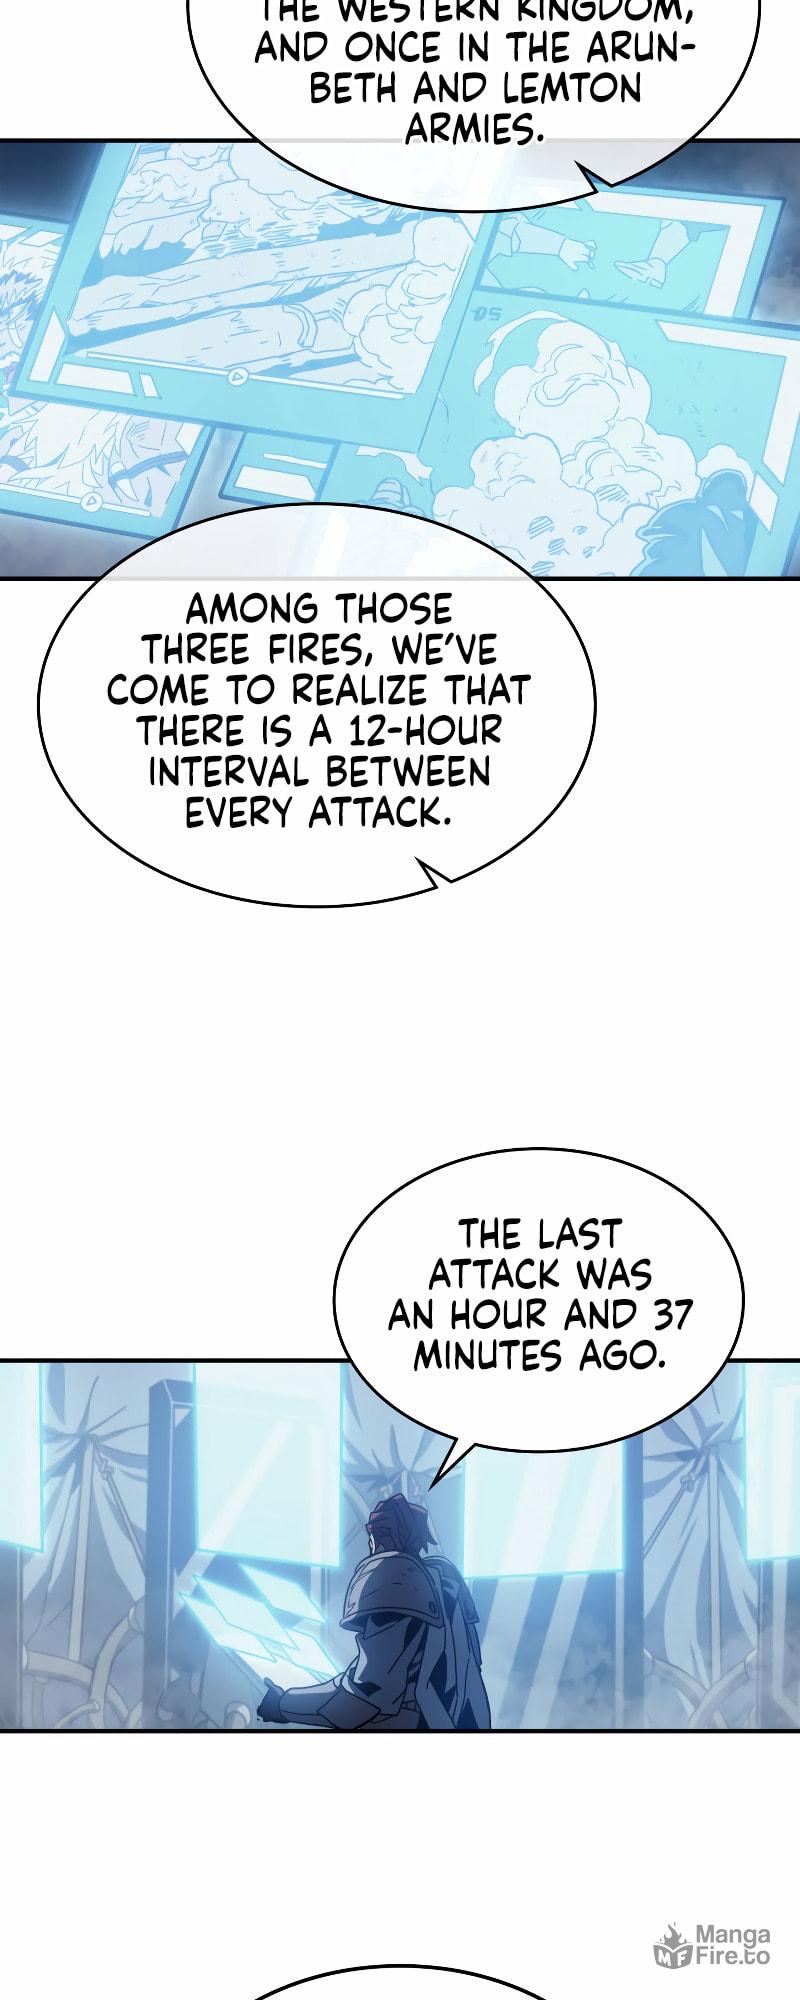 THE WESTERN KINGDOM,
AND ONCE IN THE ARUN-
BETH AND LEMTON
ARMIES.
05
AMONG THOSE
THREE FIRES, WE'VE
COME TO REALIZE THAT
THERE IS A 12-HOUR
INTERVAL BETWEEN
EVERY ATTACK.
THE LAST
ATTACK WAS
AN HOUR AND 37
MINUTES AGO.
Manga
MF Fire.to